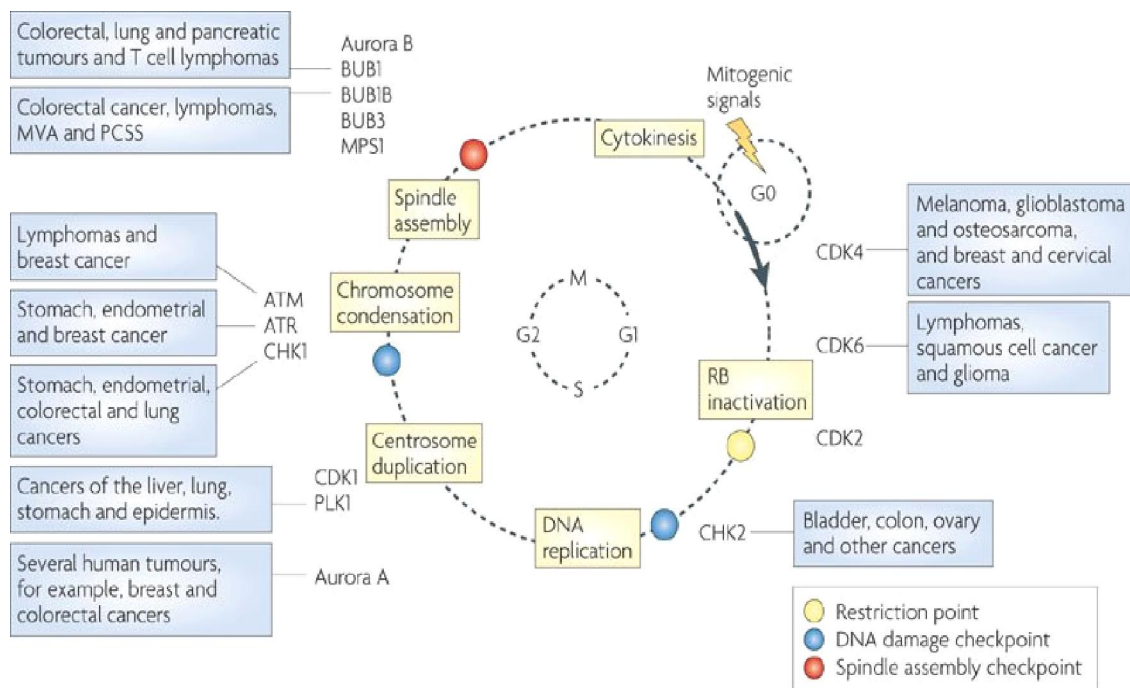 Colorectal, lung and pancreatic
tumours and T cell lymphomas
Colorectal cancer, lymphomas,
MVA and PCSS
Aurora B
BUB1
BUB1B
BUB3
MPS1
Mitogenic
signals
Cytokinesis
G0
Spindle
assembly
Lymphomas and
breast cancer
Stomach, endometrial
and breast cancer
Stomach, endometrial,
colorectal and lung
cancers
ATM
ATR
CHK1
Chromosome
condensation
M
G2
G1
S
CDK4
Melanoma, glioblastoma
and osteosarcoma,
and breast and cervical
cancers
CDK6
Lymphomas,
squamous cell cancer
and glioma
RB
inactivation
CDK2
Centrosome
duplication
Cancers of the liver, lung,
stomach and epidermis.
CDK1
PLK1
DNA
replication
CHK2
Bladder, colon, ovary
and other cancers
Several human tumours,
for example, breast and
colorectal cancers
Aurora A
Restriction point
DNA damage checkpoint
Spindle assembly checkpoint